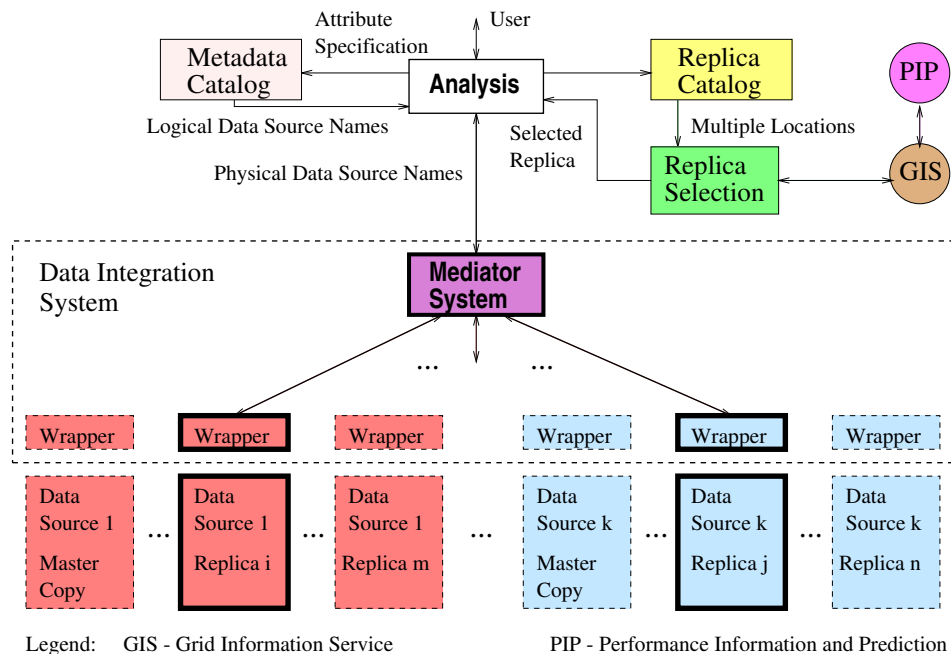 Attribute
Specification
User
Metadata
Catalog
Analysis
Replica
Catalog
PIP
Logical Data Source Names
Selected
Replica
Multiple Locations
Physical Data Source Names
Replica
Selection
GIS
Data Integration
System
Mediator
System
... ...
Wrapper Wrapper Wrapper Wrapper Wrapper Wrapper
Data
Source 1
Master
Copy
...
Data
Source 1
Replica i
...
Data
Source 1
Replica m
...
Data
Source k
Master
Copy
...
Data
Source k
Replica j
...
Data
Source k
Replica n
Legend: GIS - Grid Information Service PIP - Performance Information and Prediction